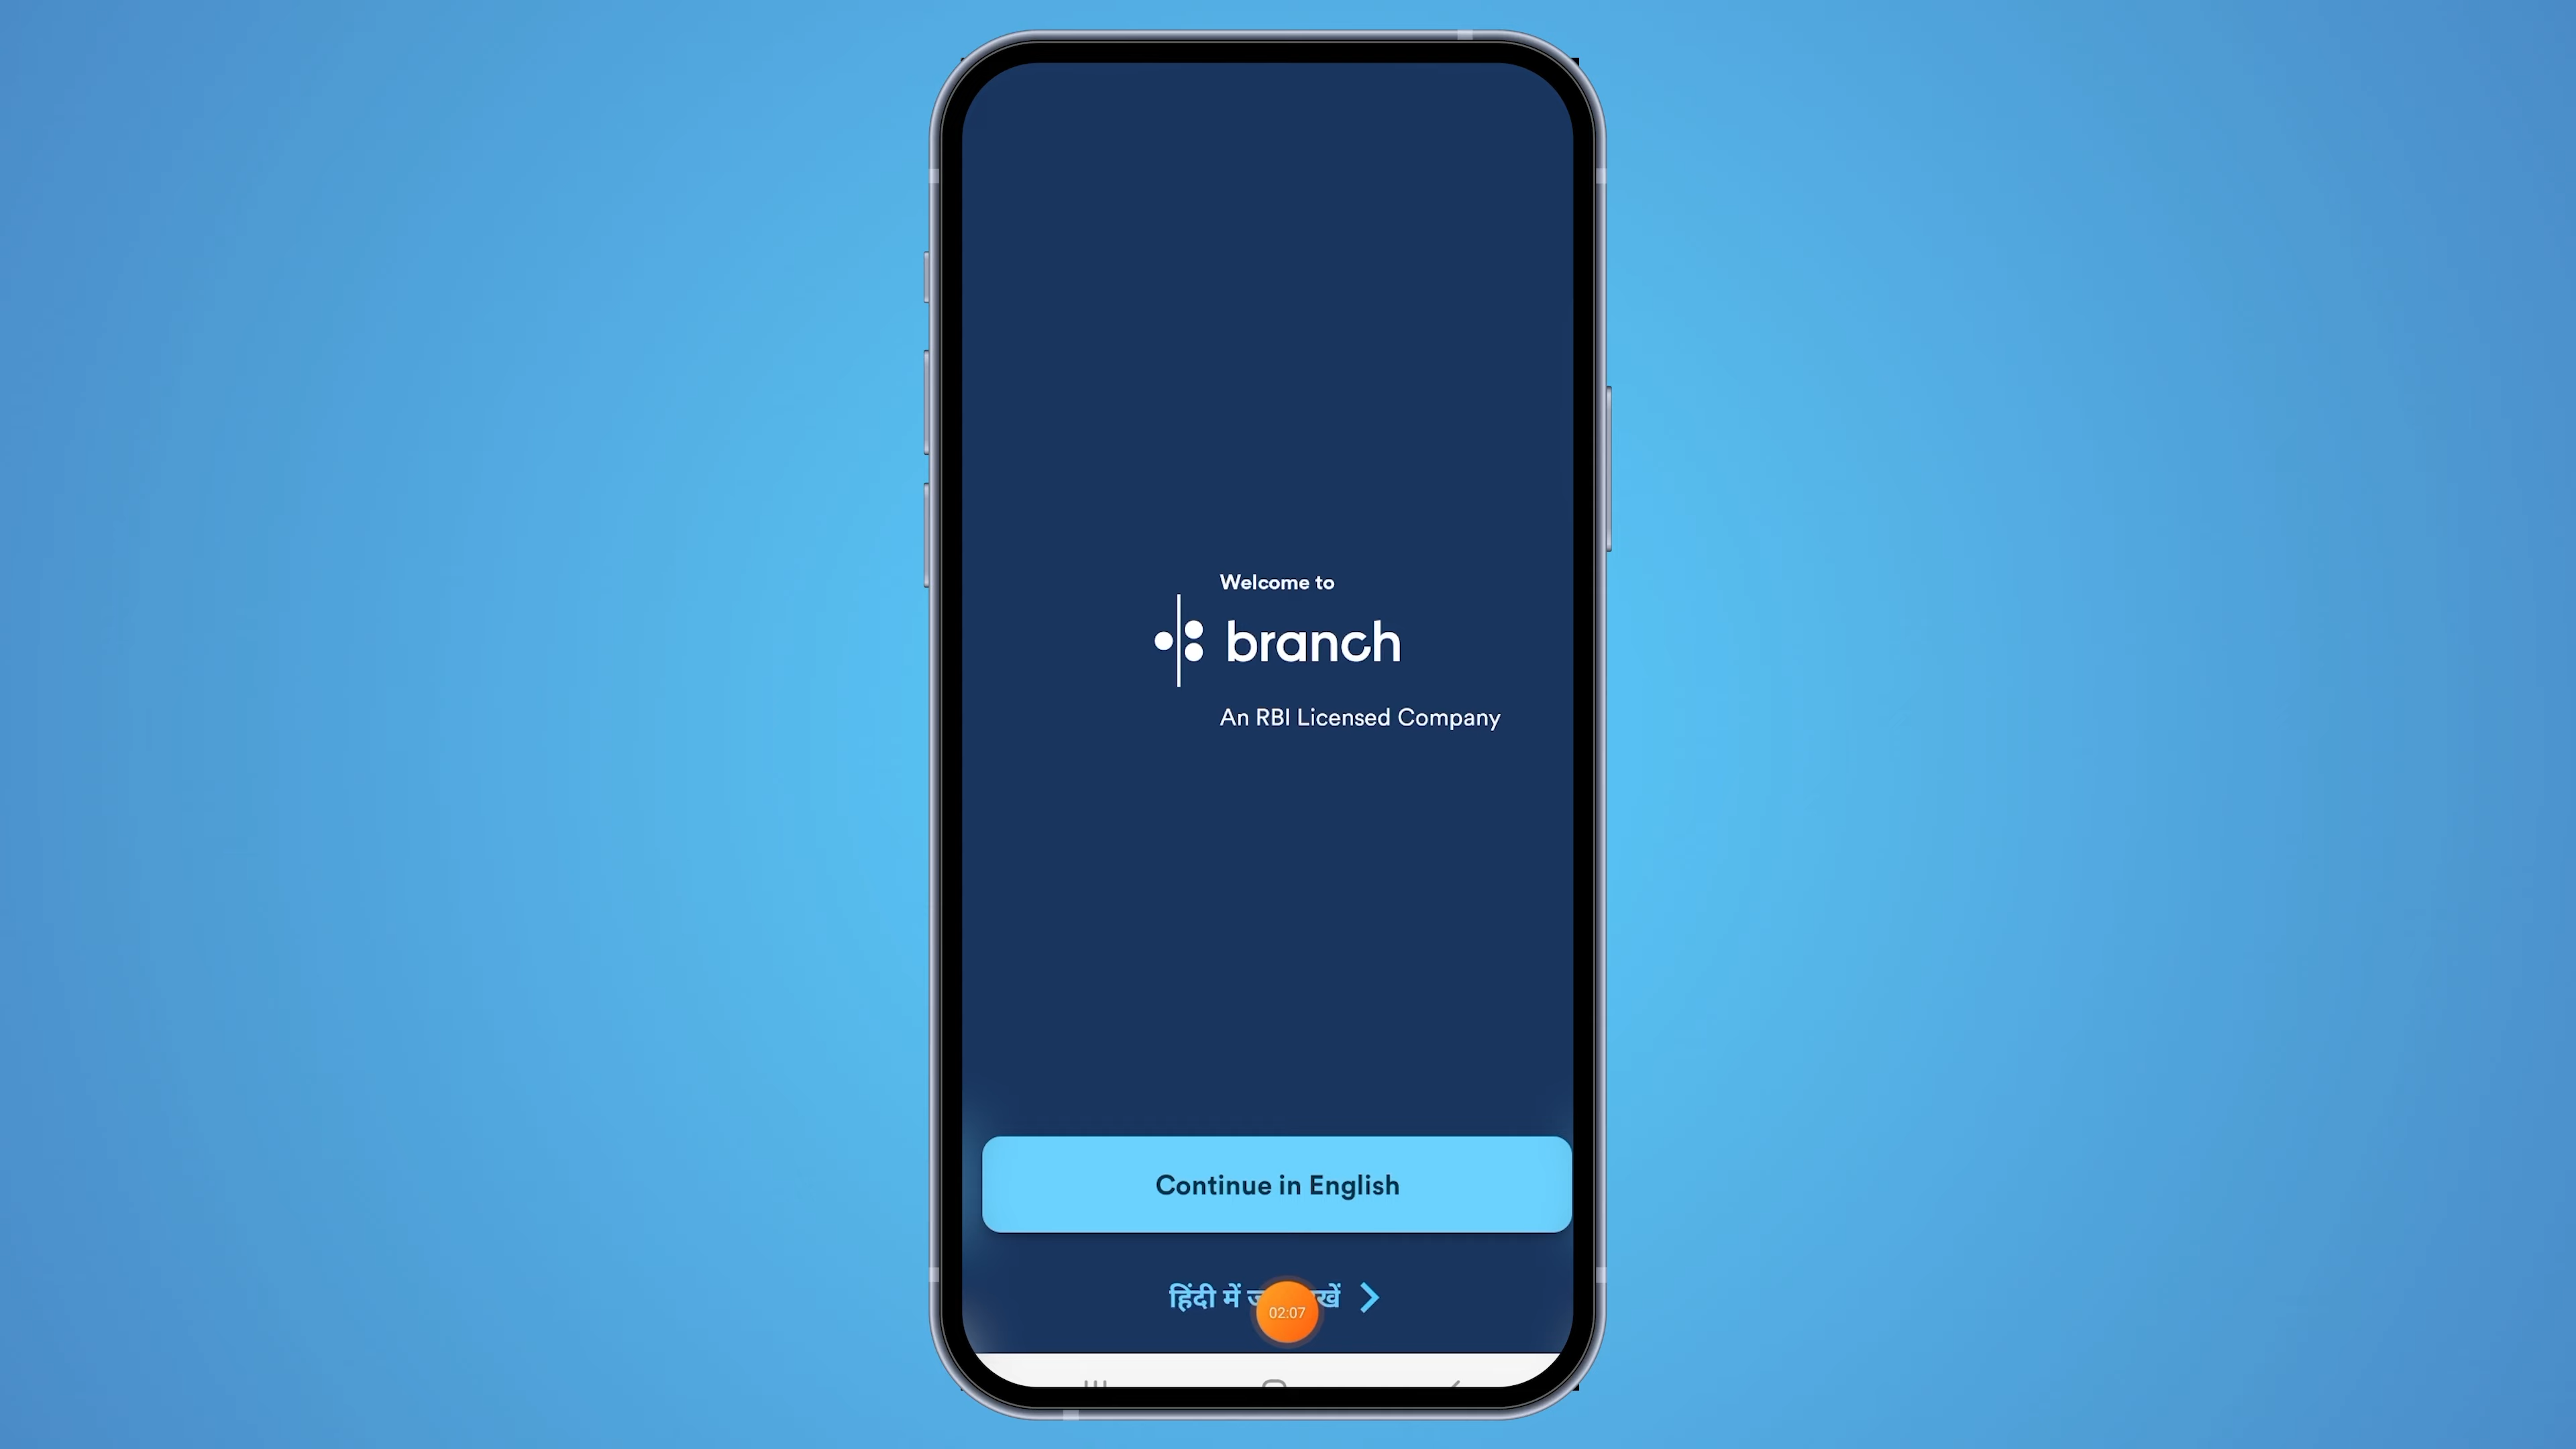 Welcome to
branch
An RBI Licensed Company
Continue in English
हिंदी में
02:07